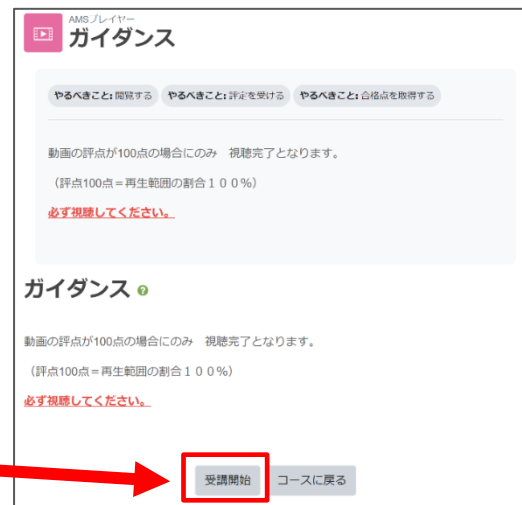 AMSプレイヤー
ガイダンス
やるべきこと: 閲覧する やるべきこと: 評定を受ける やるべきこと: 合格点を取得する
動画の評点が100点の場合にのみ　視聴完了となります。
（評点100点＝再生範囲の割合１００％）
必ず視聴してください。
ガイダンス
動画の評点が100点の場合にのみ　視聴完了となります。
（評点100点＝再生範囲の割合１００％）
必ず視聴してください。
受講開始 コースに戻る